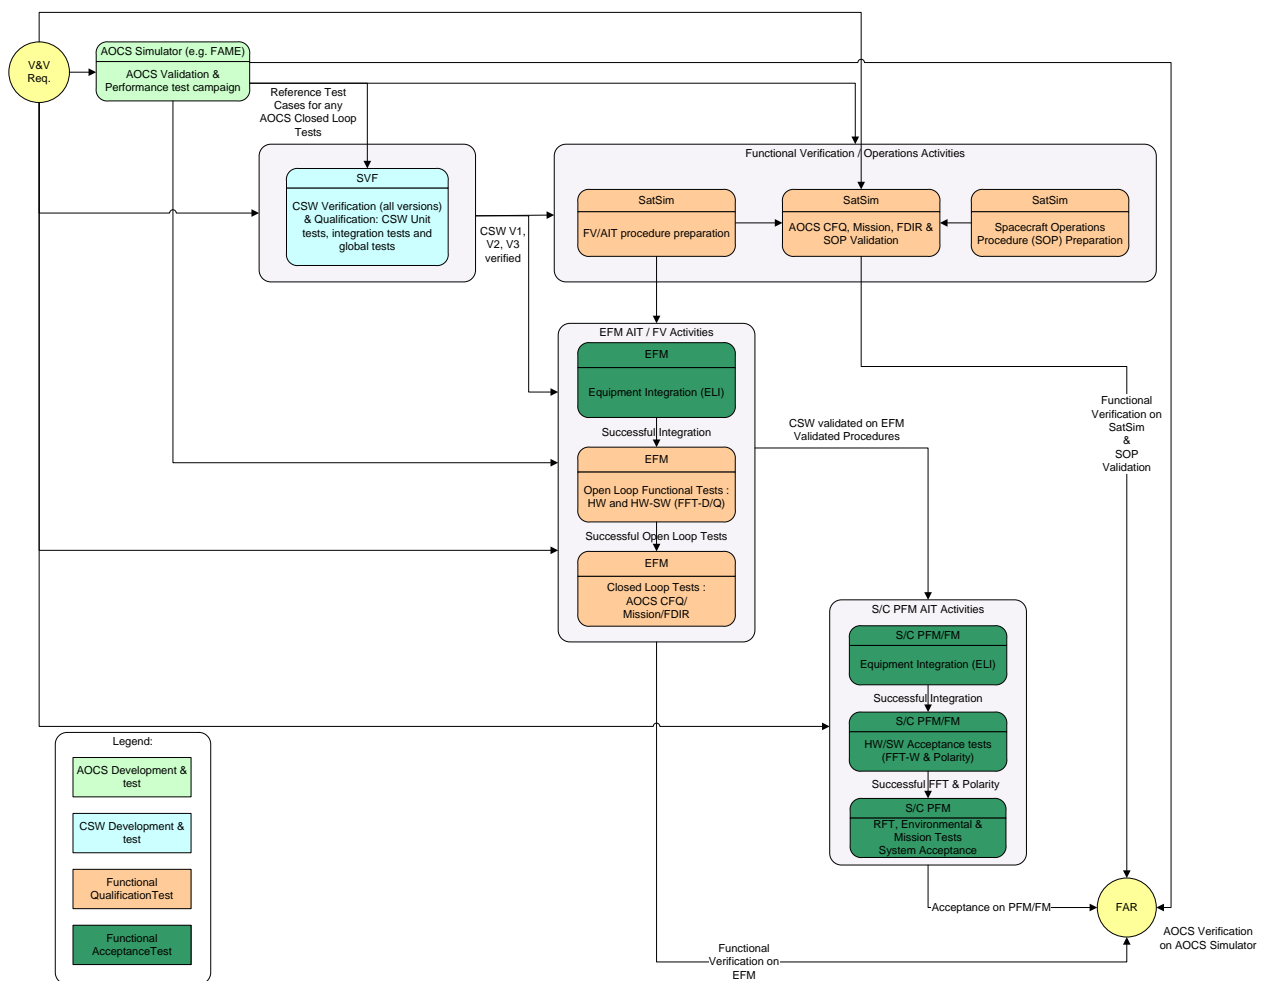 V&V
Req.
AOCS Simulator (e.g. FAME)
AOCS Validation &
Performance test campaign
Reference Test
Cases for any
AOCS Closed Loop
Tests
SVF
CSW Verification (all versions)
& Qualification: CSW Unit
tests, integration tests and
global tests
CSW V1,
V2, V3
verified
Functional Verification / Operations Activities
SatSim
FV/AIT procedure preparation
SatSim
AOCS CFQ, Mission, FDIR &
SOP Validation
SatSim
Spacecraft Operations
Procedure (SOP) Preparation
EFM AIT / FV Activities
EFM
Equipment Integration (ELI)
Successful Integration
EFM
Open Loop Functional Tests :
HW and HW-SW (FFT-D/Q)
Successful Open Loop Tests
EFM
Closed Loop Tests :
AOCS CFQ/
Mission/FDIR
CSW validated on EFM
Validated Procedures
Functional
Verification on
SatSim
&
SOP
Validation
S/C PFM AIT Activities
S/C PFM/FM
Equipment Integration (ELI)
Successful Integration
S/C PFM/FM
HW/SW Acceptance tests
(FFT-W & Polarity)
Successful FFT & Polarity
S/C PFM
RFT, Environmental &
Mission Tests
System Acceptance
Acceptance on PFM/FM
FAR
AOCS Verification
on AOCS Simulator
Functional
Verification on
EFM
Legend:
AOCS Development &
test
CSW Development &
test
Functional
QualificationTest
Functional
AcceptanceTest